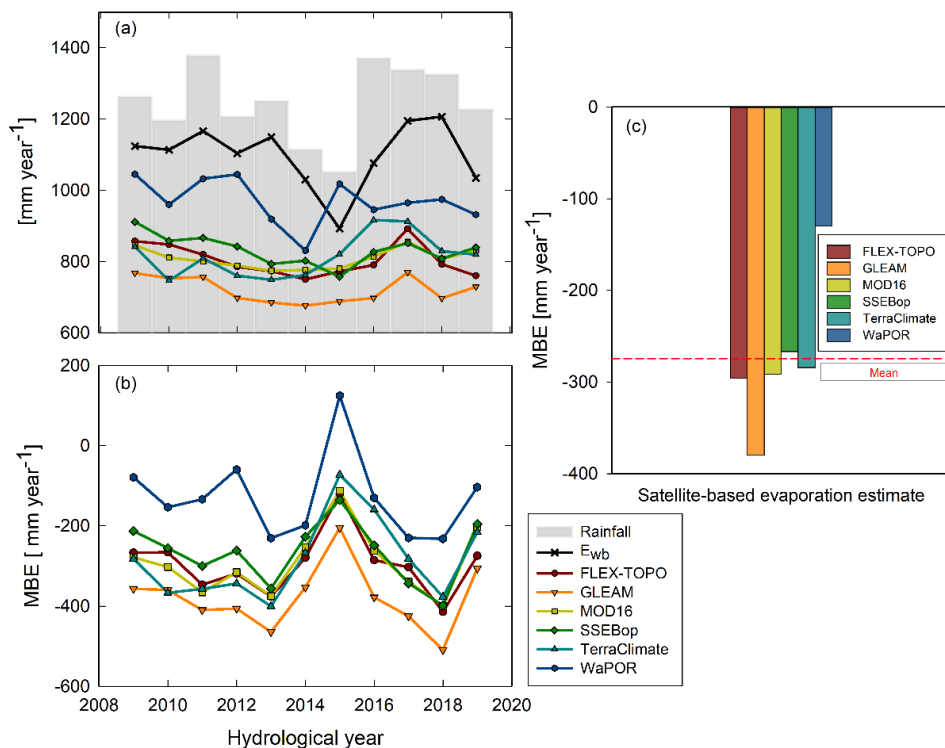 (a)
1400
1200
1000
800
600
[mm year-1]
(b)
200
0
-200
-400
-600
MBE [ mm year-1]
2008 2010 2012 2014 2016 2018 2020
Hydrological year
(c)
0
-100
-200
-300
-400
MBE [mm year-1]
FLEX-TOPO
GLEAM
MOD16
SSEBop
TerraClimate
WaPOR
Mean
Satellite-based evaporation estimate
Rainfall
Ewb
FLEX-TOPO
GLEAM
MOD16
SSEBop
TerraClimate
WaPOR